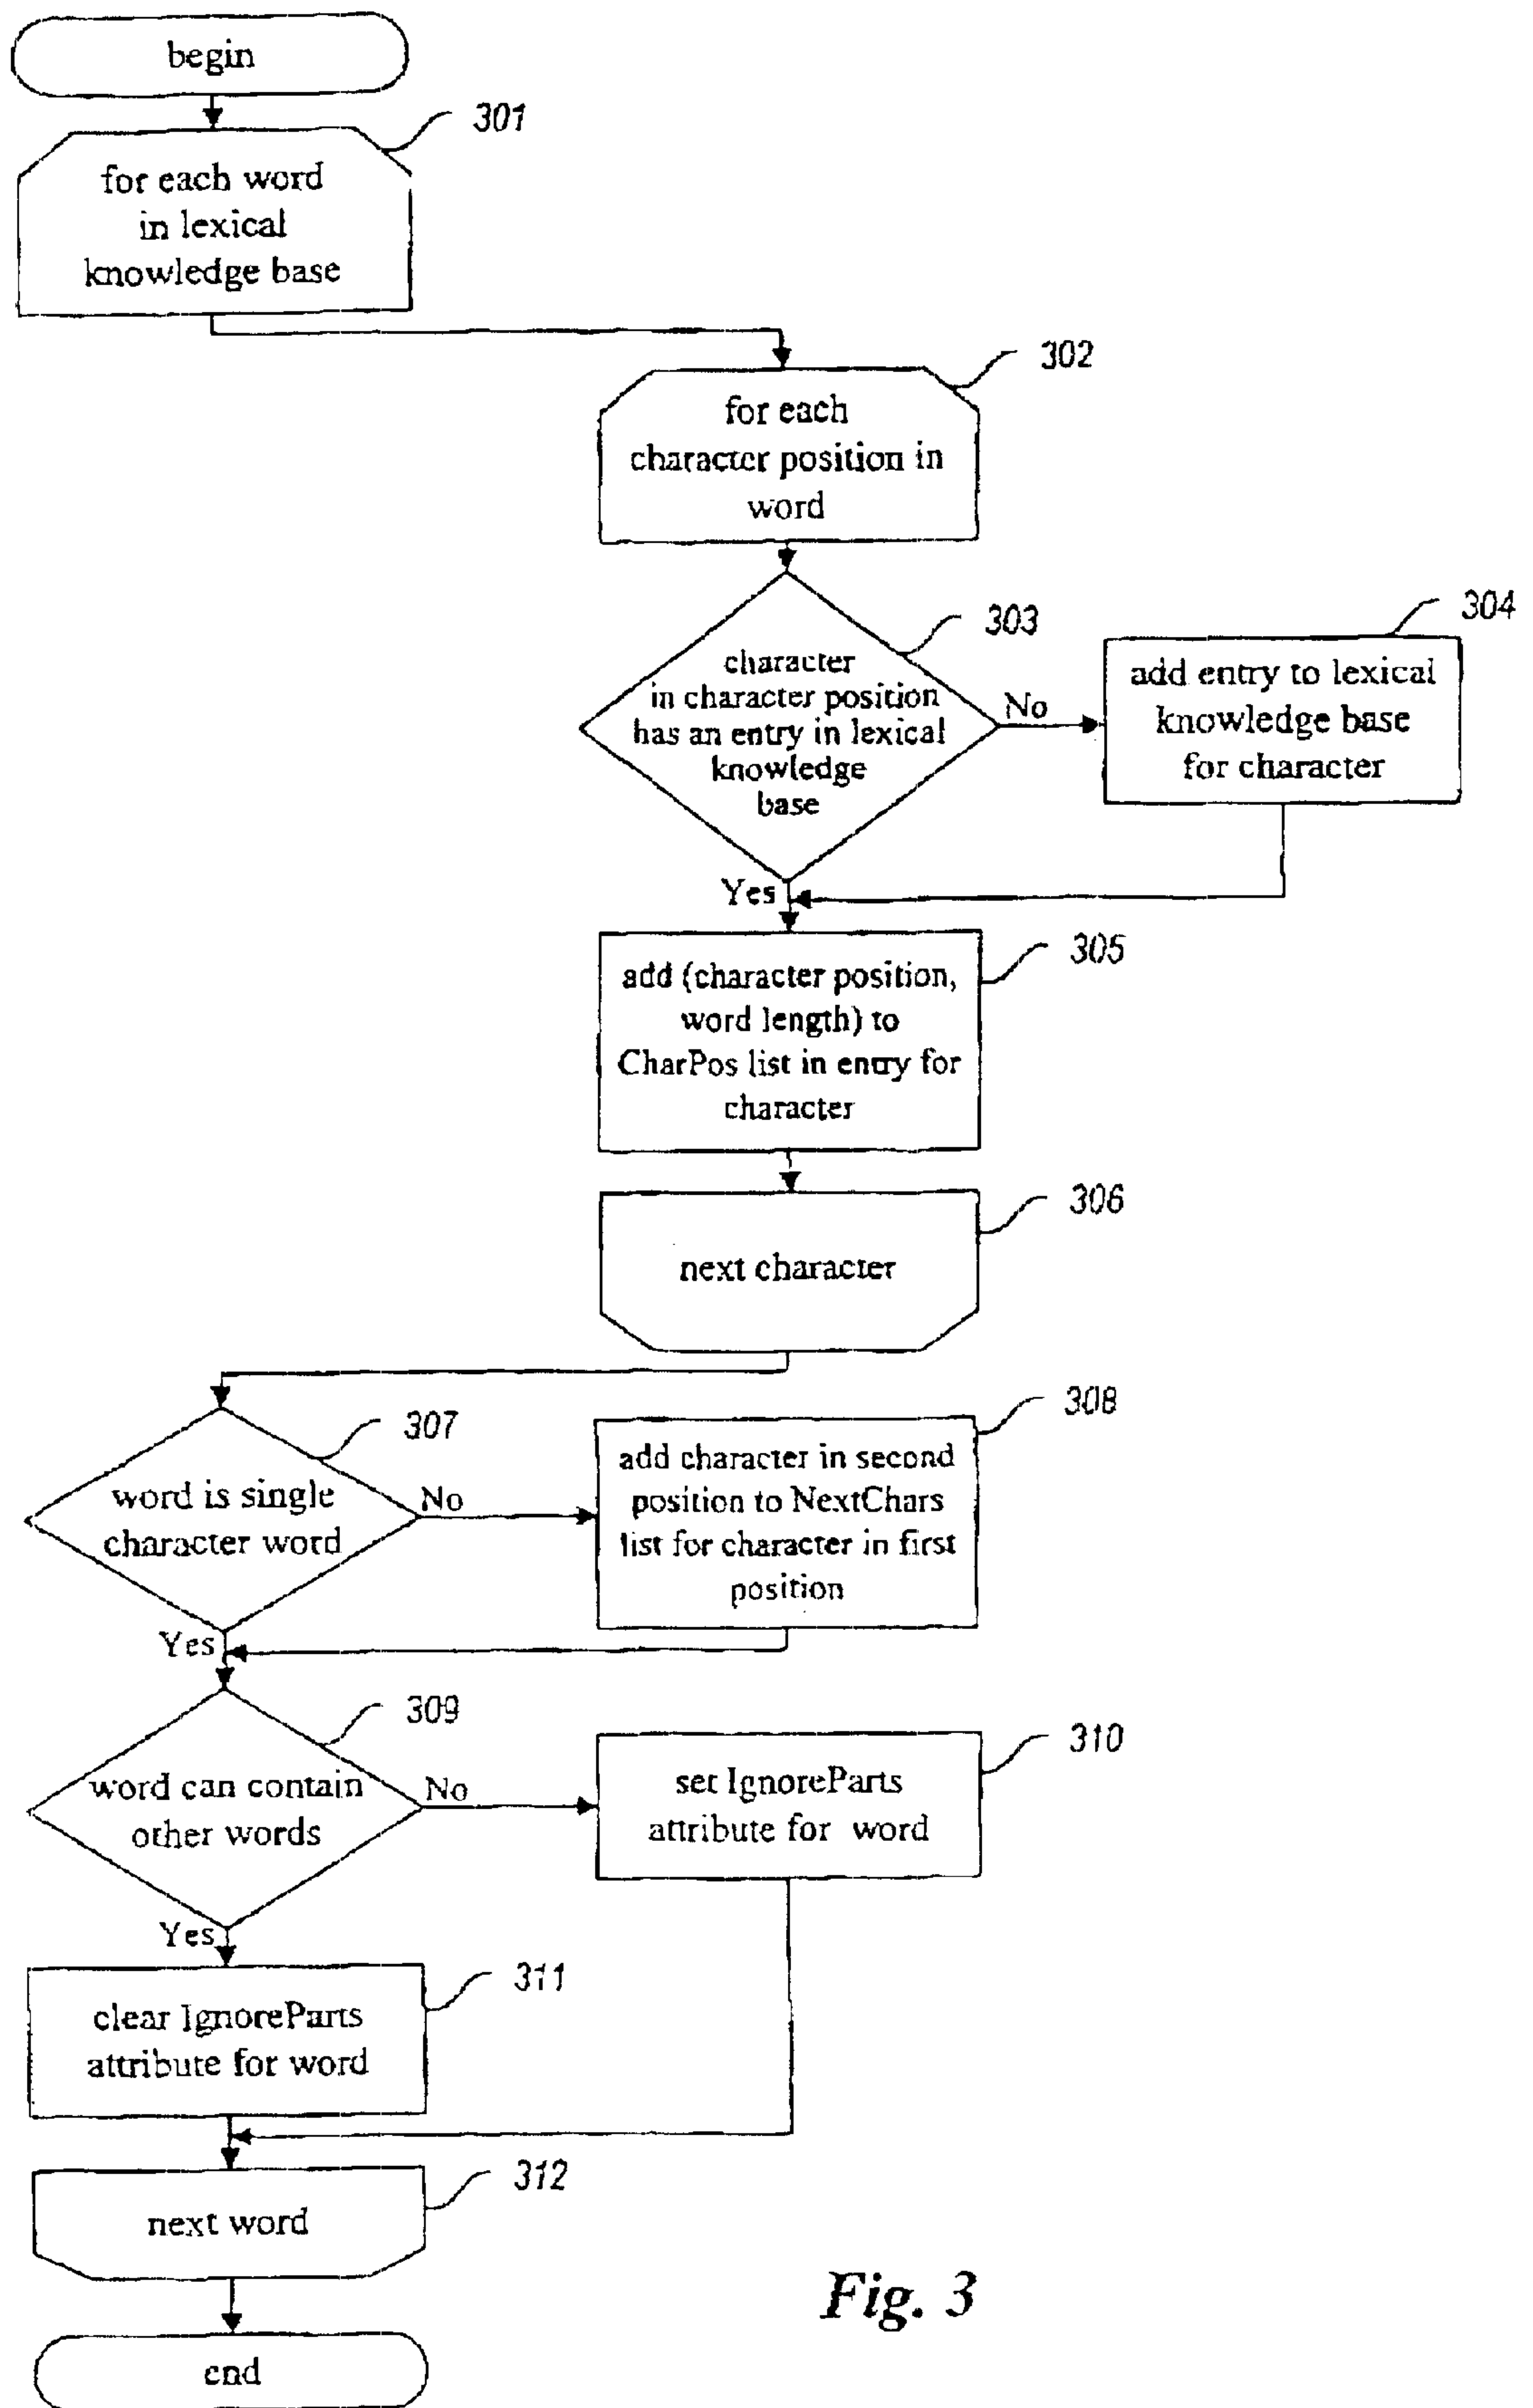 begin
301
for each word
in lexical
knowledge base
302
for each
character position in
word
303
character
in character position
has an entry in lexical
knowledge
base
No
304
add entry to lexical
knowledge base
for character
Yes
305
add (character position,
word length) to
CharPos list in entry for
character
306
next character
307
word is single
character word
No
308
add character in second
position to NextChars
list for character in first
position
Yes
309
word can contain
other words
No
310
set IgnoreParts
attribute for word
Yes
311
clear IgnoreParts
attribute for word
312
next word
Fig. 3
end